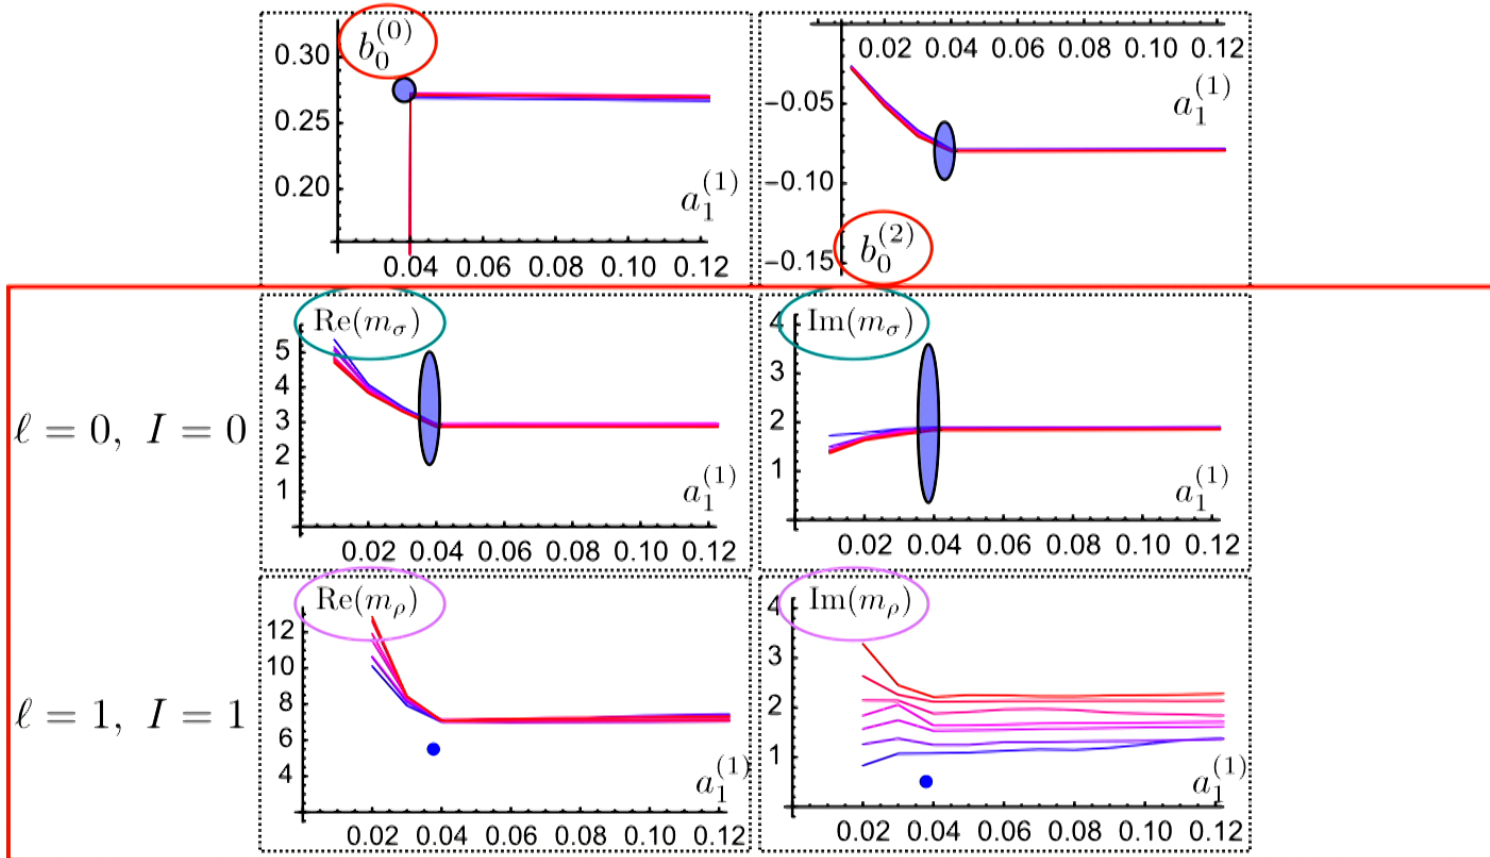 b_0^{(0)}
0.30
0.25
0.20
a_1^{(1)}
0.04 0.06 0.08 0.10 0.12
0.02 0.04 0.06 0.08 0.10 0.12
a_1^{(1)}
−0.05
−0.10
−0.15
b_0^{(2)}
ℓ = 0, I = 0
Re(m_σ)
5
4
3
2
1
a_1^{(1)}
0.02 0.04 0.06 0.08 0.10 0.12
Im(m_σ)
4
3
2
1
a_1^{(1)}
0.02 0.04 0.06 0.08 0.10 0.12
ℓ = 1, I = 1
Re(m_ρ)
12
10
8
6
4
a_1^{(1)}
0.02 0.04 0.06 0.08 0.10 0.12
Im(m_ρ)
4
3
2
1
a_1^{(1)}
0.02 0.04 0.06 0.08 0.10 0.12